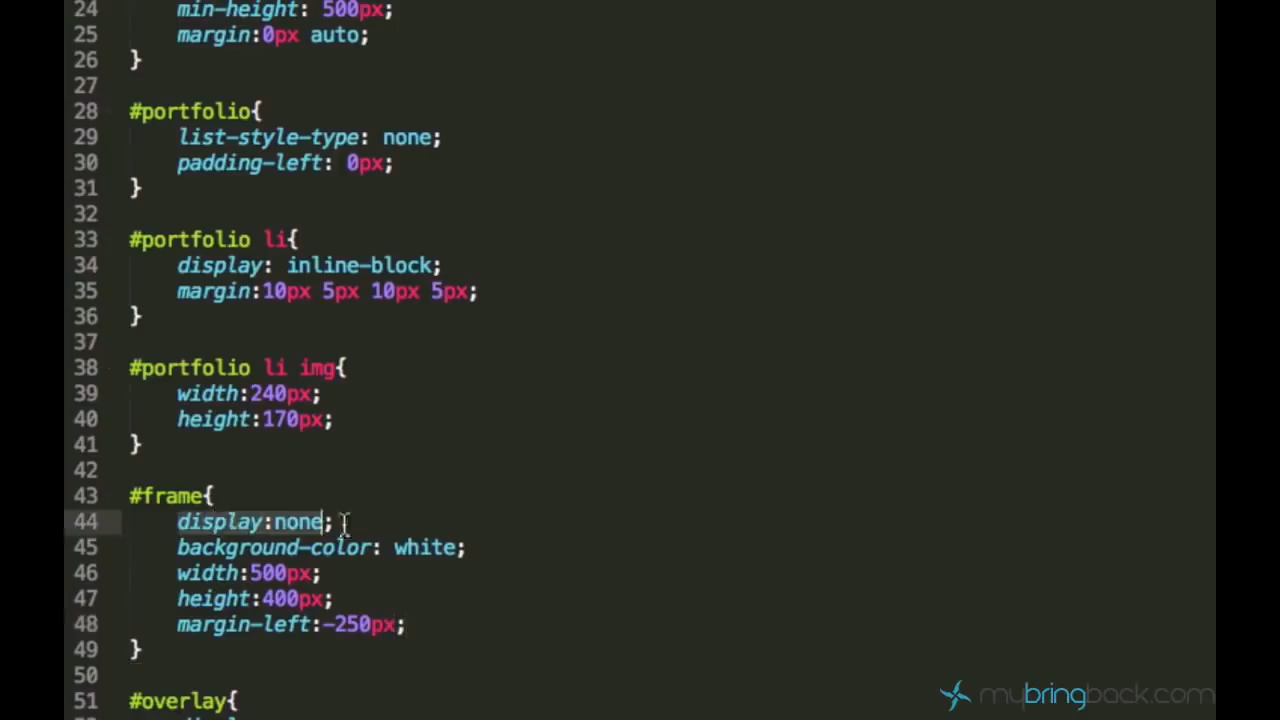 24 min-height: 500px;
25 margin:0px auto;
26 }
27
28 #portfolio{
29 list-style-type: none;
30 padding-left: 0px;
31 }
32
33 #portfolio li{
34 display: inline-block;
35 margin:10px 5px 10px 5px;
36 }
37
38 #portfolio li img{
39 width:240px;
40 height:170px;
41 }
42
43 #frame{
44 display:none;
45 background-color: white;
46 width:500px;
47 height:400px;
48 margin-left:-250px;
49 }
50
51 #overlay{
mybringback.com